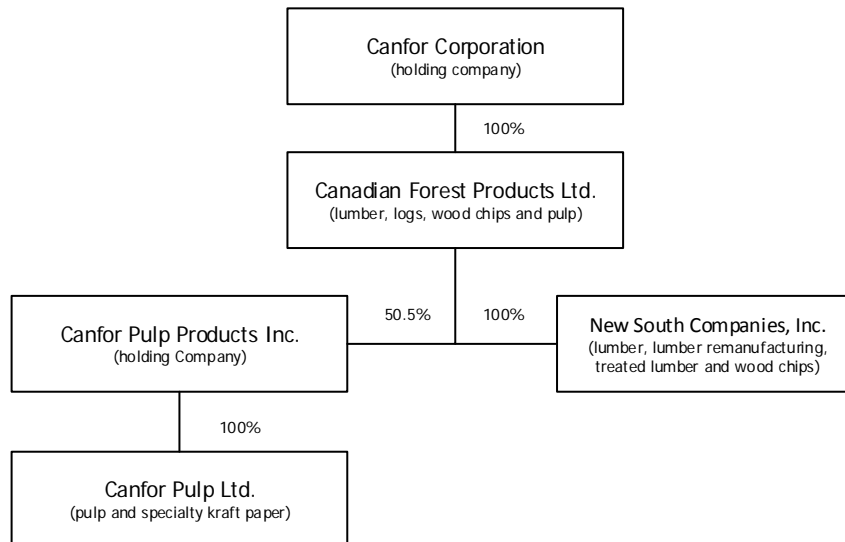 Canfor Corporation
(holding company)
100%
Canadian Forest Products Ltd.
(lumber, logs, wood chips and pulp)
50.5%
100%
Canfor Pulp Products Inc.
(holding Company)
New South Companies, Inc.
(lumber, lumber remanufacturing,
treated lumber and wood chips)
100%
Canfor Pulp Ltd.
(pulp and specialty kraft paper)